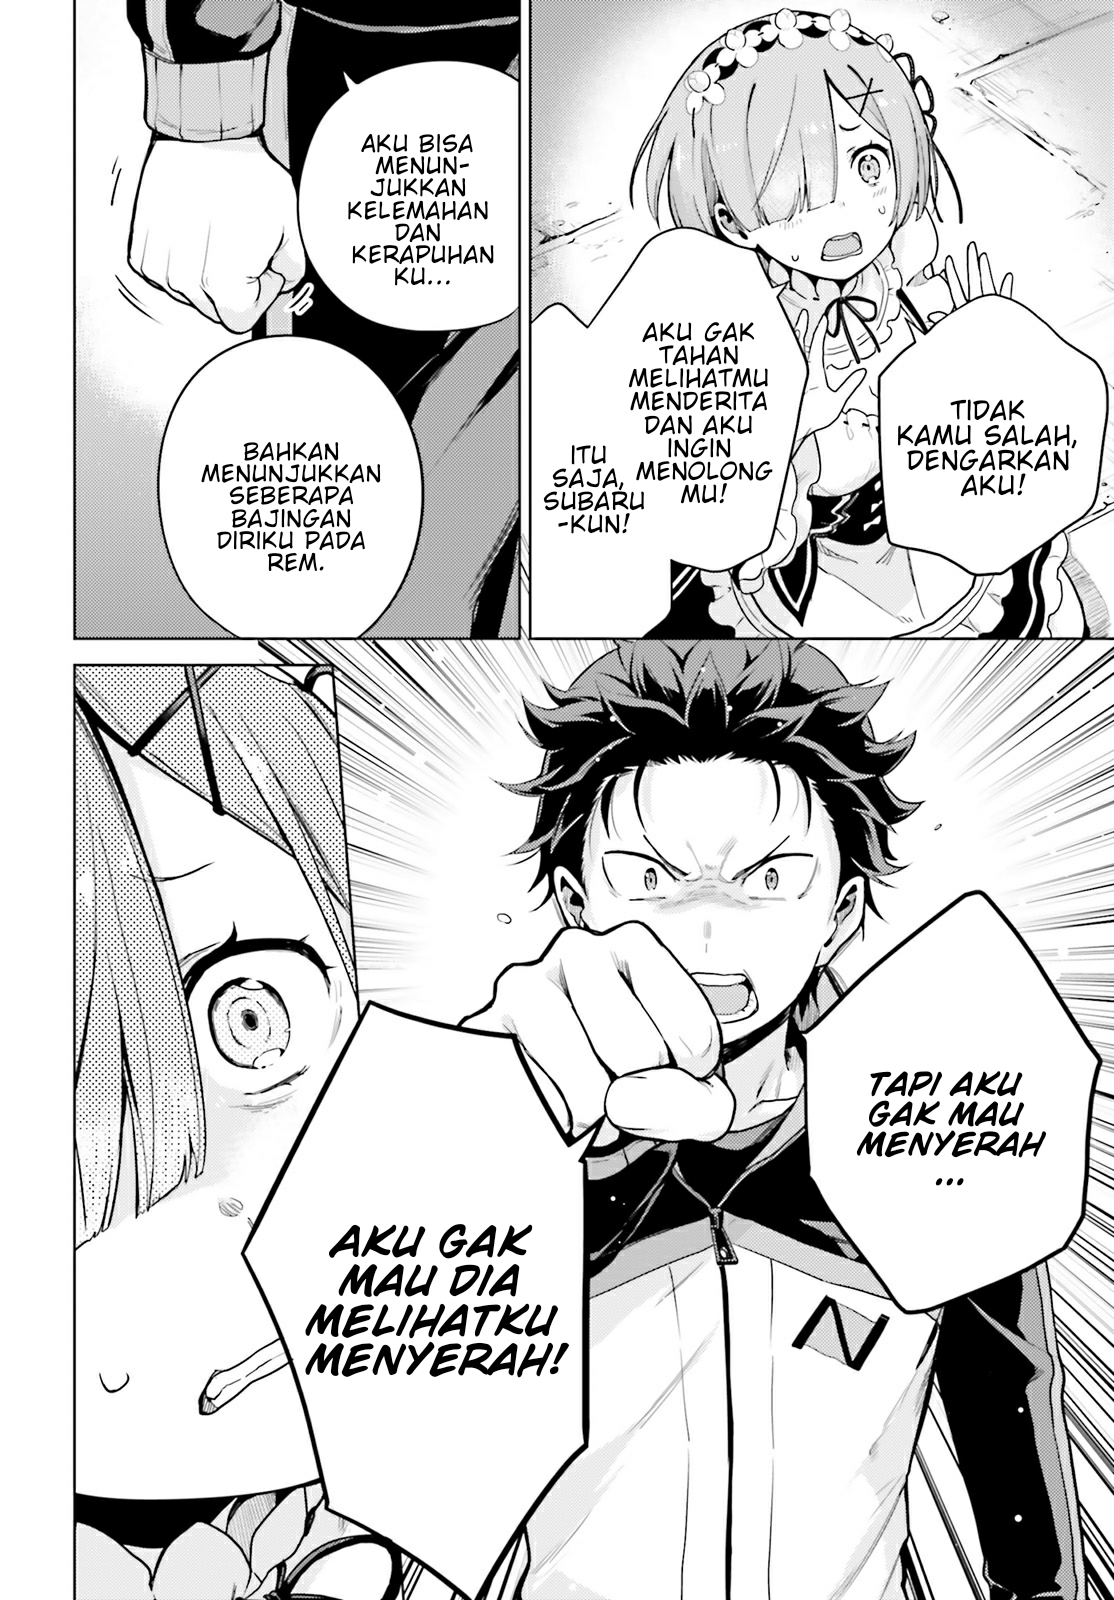 TIDAK
KAMU SALAH,
DENGARKAN
AKU!
AKU GAK
TAHAN
MELIHATMU
MENDERITA
DAN AKU
INGIN
MENOLONG
MU!
ITU
SAJA,
SUBARU
-KUN!
AKU BISA
MENUN-
JUKKAN
KELEMAHAN
DAN
KERAPUHAN
KU...
BAHKAN
MENUNJUKKAN
SEBERAPA
BAJINGAN
DIRIKU PADA
REM.
TAPI AKU
GAK MAU
MENYERAH
...
AKU GAK
MAU DIA
MELIHATKU
MENYERAH!
N